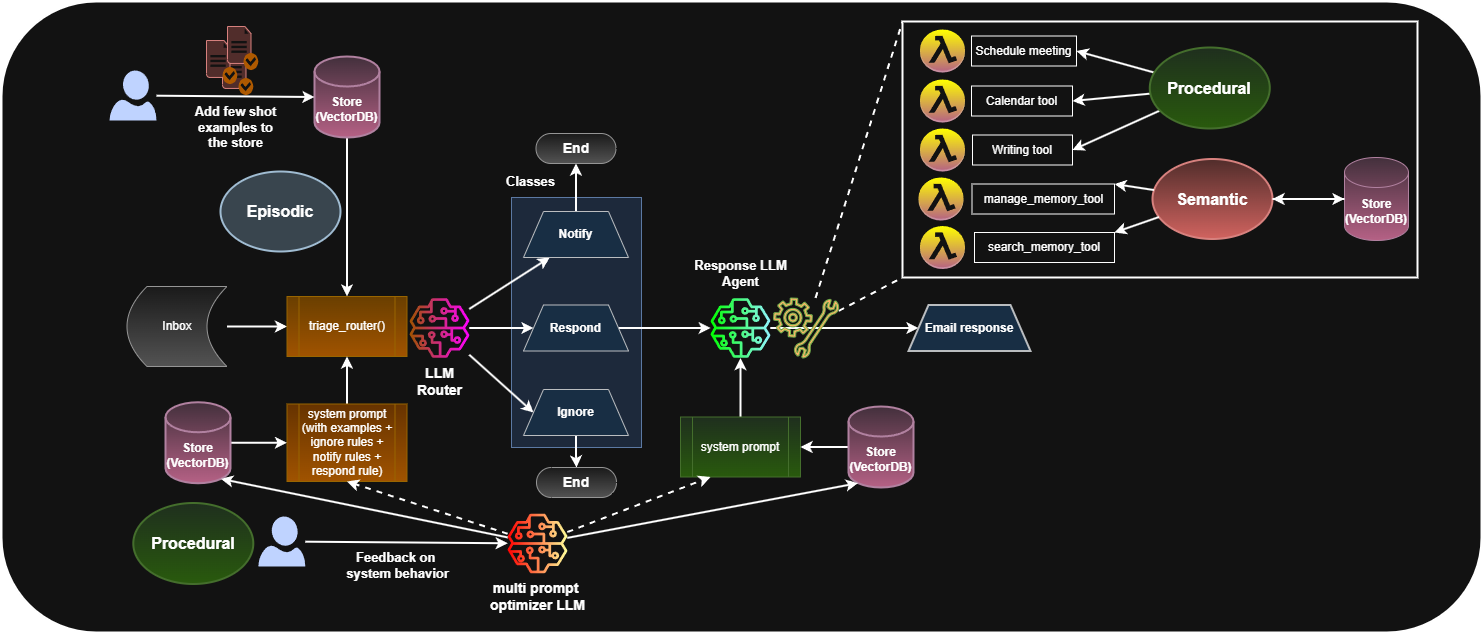 Add few shot
examples to
the store
Store
(VectorDB)
Episodic
Inbox
triage_router()
LLM
Router
Classes
End
Notify
Respond
Ignore
End
Response LLM
Agent
Email response
Schedule meeting
Calendar tool
Writing tool
manage_memory_tool
search_memory_tool
Procedural
Semantic
Store
(VectorDB)
Store
(VectorDB)
system prompt
(with examples +
ignore rules +
notify rules +
respond rule)
system prompt
Store
(VectorDB)
Procedural
Feedback on
system behavior
multi prompt
optimizer LLM